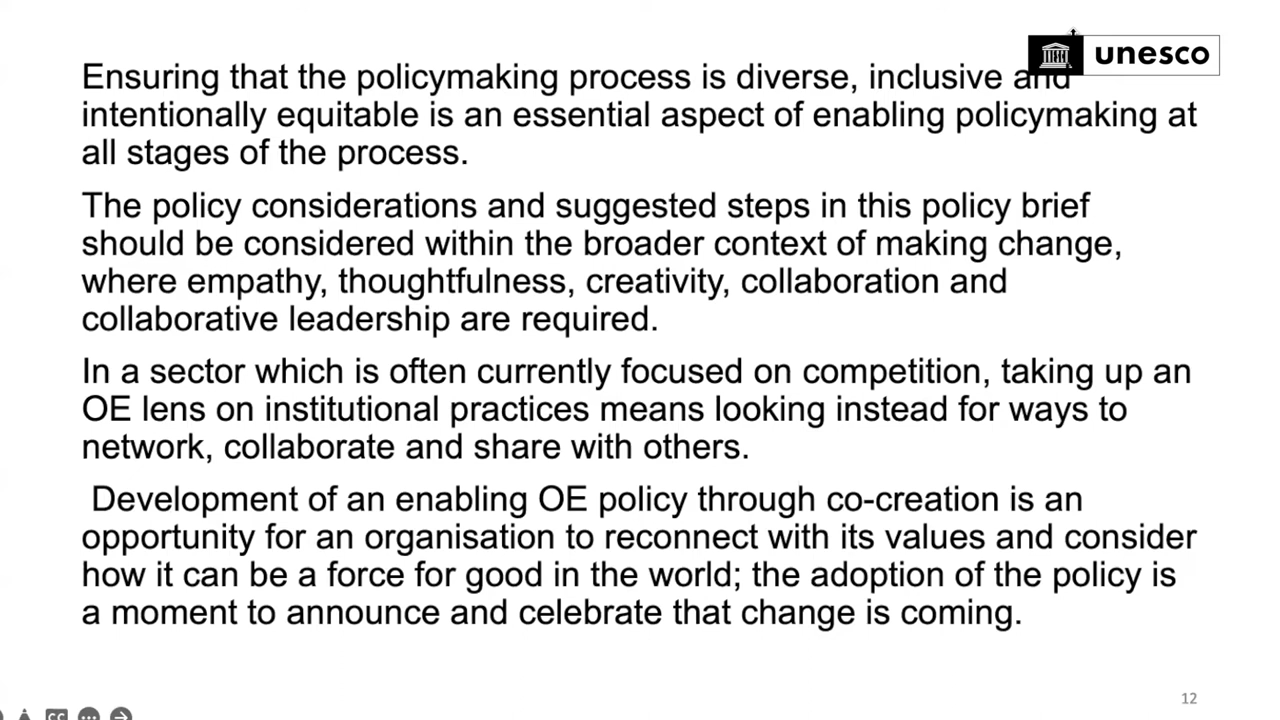 unesco
Ensuring that the policymaking process is diverse, inclusive and
intentionally equitable is an essential aspect of enabling policymaking at
all stages of the process.
The policy considerations and suggested steps in this policy brief
should be considered within the broader context of making change,
where empathy, thoughtfulness, creativity, collaboration and
collaborative leadership are required.
In a sector which is often currently focused on competition, taking up an
OE lens on institutional practices means looking instead for ways to
network, collaborate and share with others.
Development of an enabling OE policy through co-creation is an
opportunity for an organisation to reconnect with its values and consider
how it can be a force for good in the world; the adoption of the policy is
a moment to announce and celebrate that change is coming.
12
CC